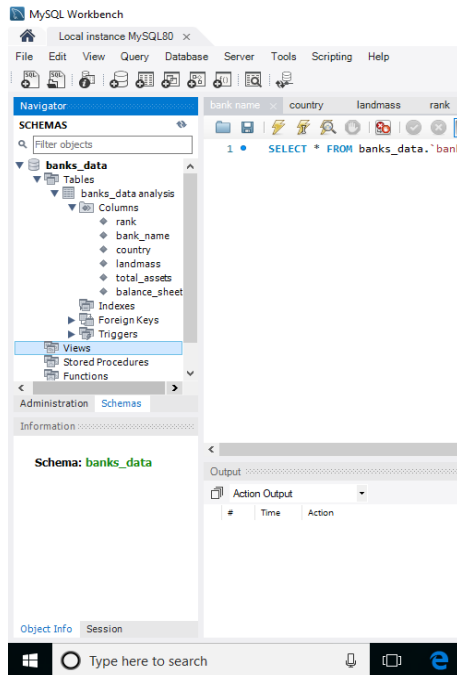 MySQL Workbench
Local instance MySQL80 ×
File Edit View Query Database Server Tools Scripting Help
Navigator
bank name × country landmass rank
SCHEMAS
Filter objects
1 SELECT * FROM banks_data.`bank
banks_data
Tables
banks_data analysis
Columns
rank
bank_name
country
landmass
total_assets
balance_sheet
Indexes
Foreign Keys
Triggers
Views
Stored Procedures
Functions
Administration Schemas
Information
Schema: banks_data
Output
Action Output
# Time Action
Object Info Session
Type here to search